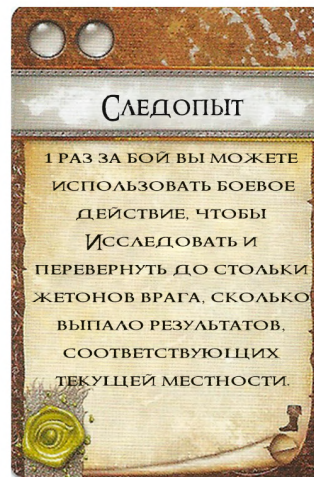 Следопыт
1 раз за бой вы можете
использовать боевое
действие, чтобы
Исследовать и
перевернуть до стольки
жетонов врага, сколько
выпало результатов,
соответствующих
текущей местности.